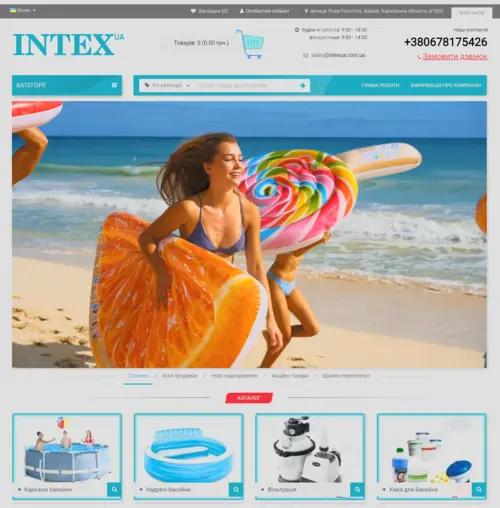 Мова
Закладки (0)
Особистий кабінет
вулиця Льва Толстого, Харків, Харківська область, 61000
КОНТАКТИ
INTEX UA
Товарів: 0 (0.00 грн.)
будні и субота: 9:00 - 18:00
воскресенье: 9:00 - 14:00
sales@intexua.com.ua
Наші контакти
+380678175426
Замовити дзвінок
КАТЕГОРІЇ
Усі категорії
ГРАФІК РОБОТИ
ІНФОРМАЦІЯ ПРО КОМПАНІЮ
Головна
Хіти продажів
Нові надходження
Акційні товари
Щойно переглянуті
КАТАЛОГ
Каркасні басейни
Надувні басейни
Фільтрація
Хімія для басейна